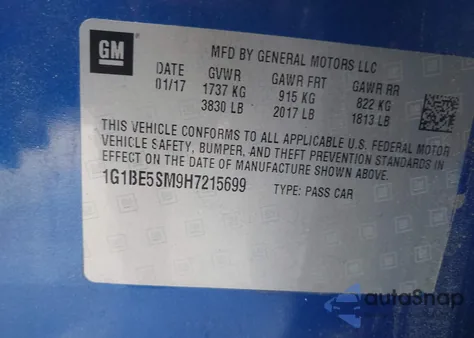 GM
MFD BY GENERAL MOTORS LLC
DATE GVWR GAWR FRT GAWR RR
01/17 1737 KG 915 KG 822 KG
3830 LB 2017 LB 1813 LB
THIS VEHICLE CONFORMS TO ALL APPLICABLE U.S. FEDERAL MOTOR
VEHICLE SAFETY, BUMPER, AND THEFT PREVENTION STANDARDS IN
EFFECT ON THE DATE OF MANUFACTURE SHOWN ABOVE.
1G1BE5SM9H7215699 TYPE: PASS CAR
autoSnap